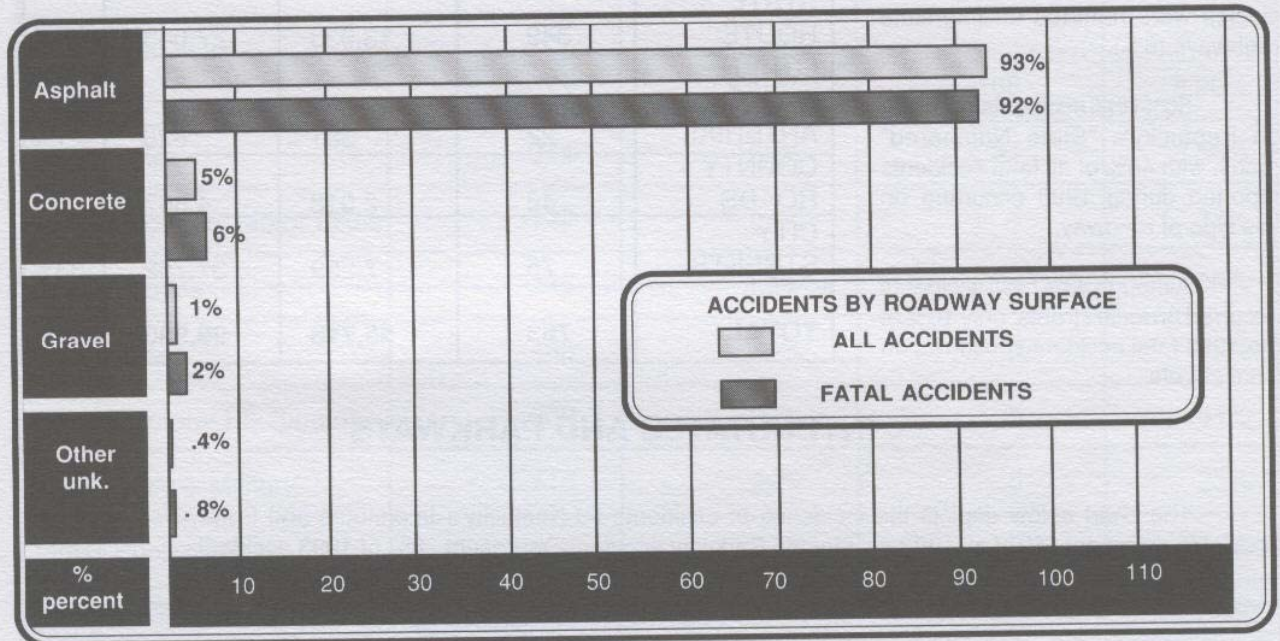 Asphalt
93%
92%
Concrete
5%
6%
Gravel
1%
2%
Other
unk.
.4%
. 8%
ACCIDENTS BY ROADWAY SURFACE
ALL ACCIDENTS
FATAL ACCIDENTS
%
percent
10 20 30 40 50 60 70 80 90 100 110